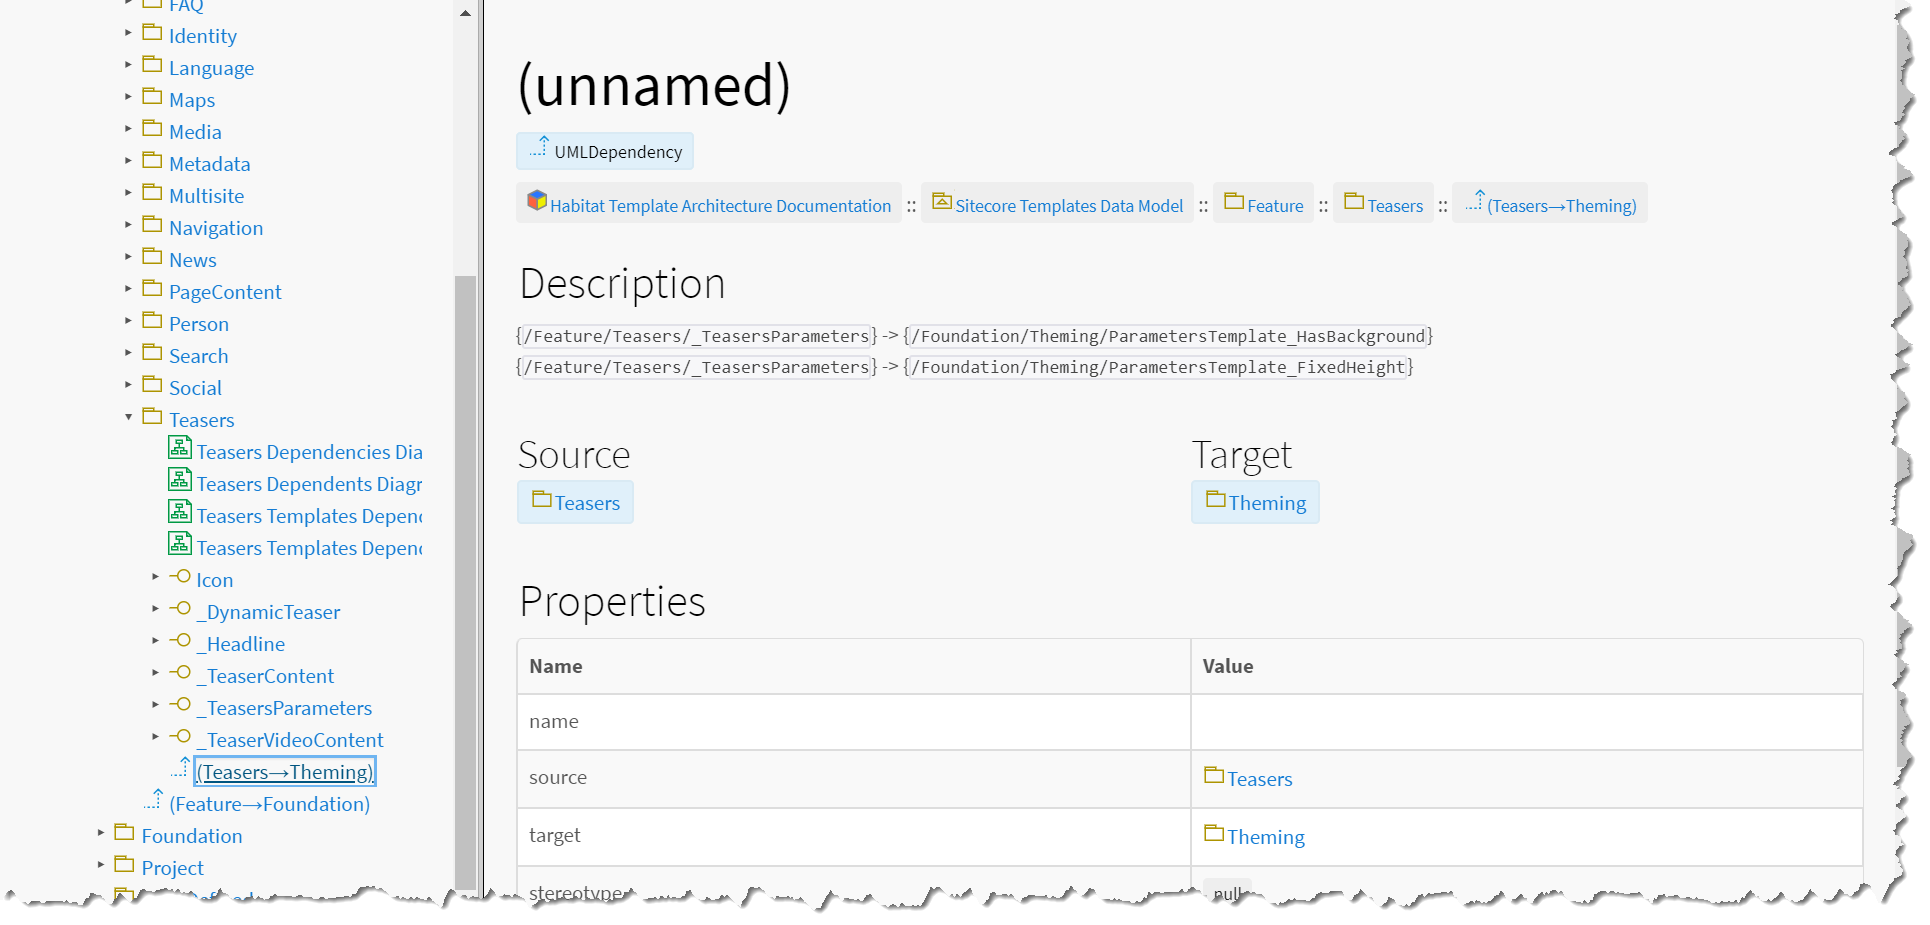 FAQ
Identity
Language
Maps
Media
Metadata
Multisite
Navigation
News
PageContent
Person
Search
Social
Teasers
Teasers Dependencies Dia
Teasers Dependents Diagr
Teasers Templates Depen
Teasers Templates Depen
Icon
_DynamicTeaser
_Headline
_TeaserContent
_TeasersParameters
_TeaserVideoContent
(Teasers→Theming)
(Feature→Foundation)
Foundation
Project
(unnamed)
UMLDependency
Habitat Template Architecture Documentation :: Sitecore Templates Data Model :: Feature :: Teasers :: (Teasers→Theming)
Description
{/Feature/Teasers/_TeasersParameters} -> {/Foundation/Theming/ParametersTemplate_HasBackground}
{/Feature/Teasers/_TeasersParameters} -> {/Foundation/Theming/ParametersTemplate_FixedHeight}
Source Target
Teasers Theming
Properties
Name Value
name
source Teasers
target Theming
stereotype null